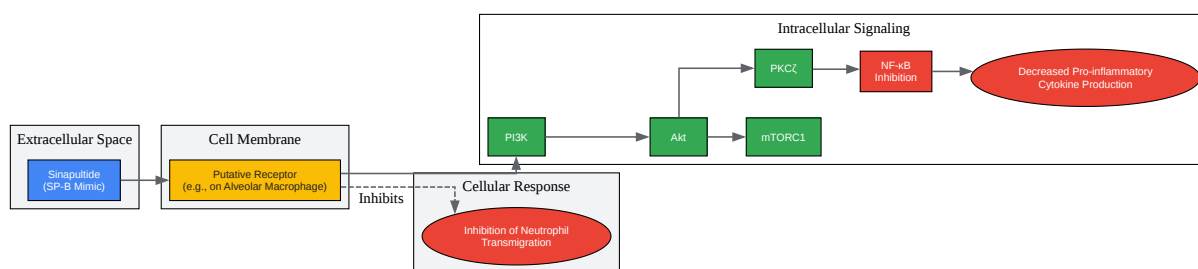 Intracellular Signaling
PKCζ
NF-κB
Inhibition
Decreased Pro-inflammatory
Cytokine Production
Extracellular Space
Cell Membrane
PI3K
Akt
mTORC1
Sinapultide
(SP-B Mimic)
Putative Receptor
(e.g., on Alveolar Macrophage)
Cellular Response
Inhibits
Inhibition of Neutrophil
Transmigration